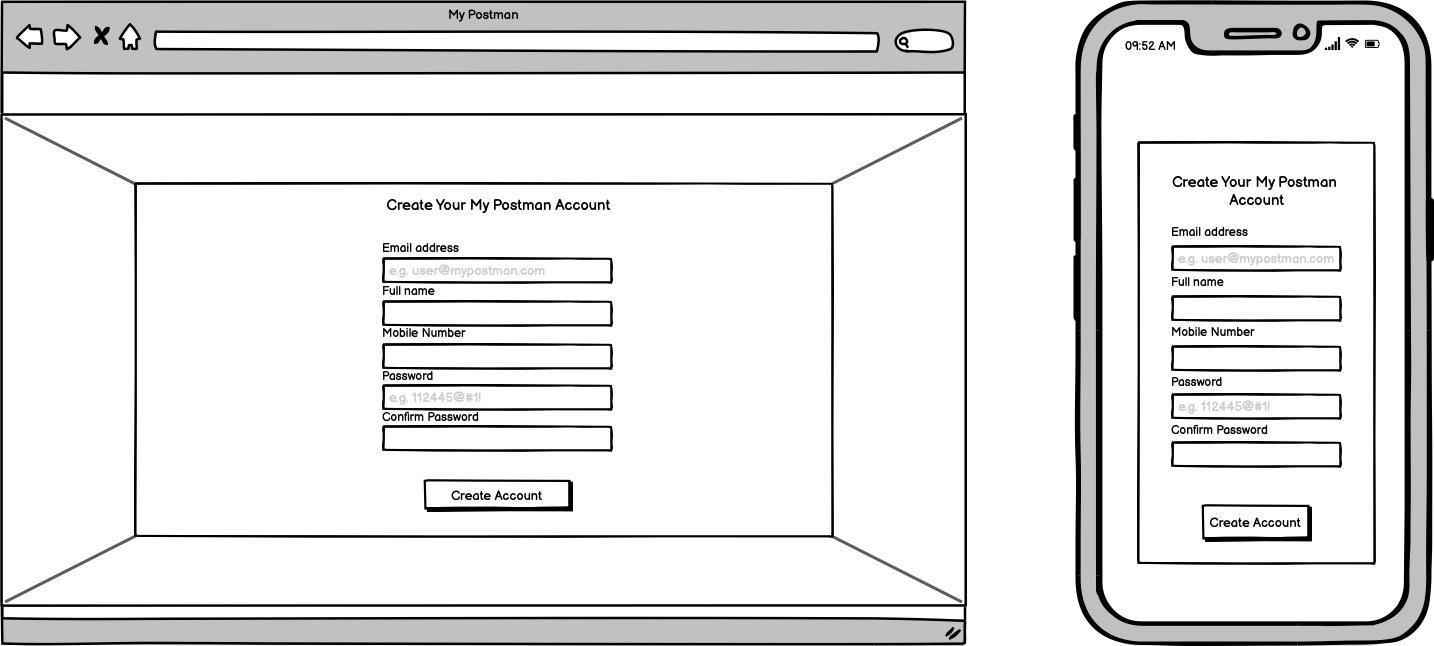 My Postman
Create Your My Postman Account
Email address
e.g. user@mypostman.com
Full name
Mobile Number
Password
e.g. 112445@#1!
Confirm Password
Create Account
09:52 AM
Create Your My Postman
Account
Email address
e.g. user@mypostman.com
Full name
Mobile Number
Password
e.g. 112445@#1!
Confirm Password
Create Account